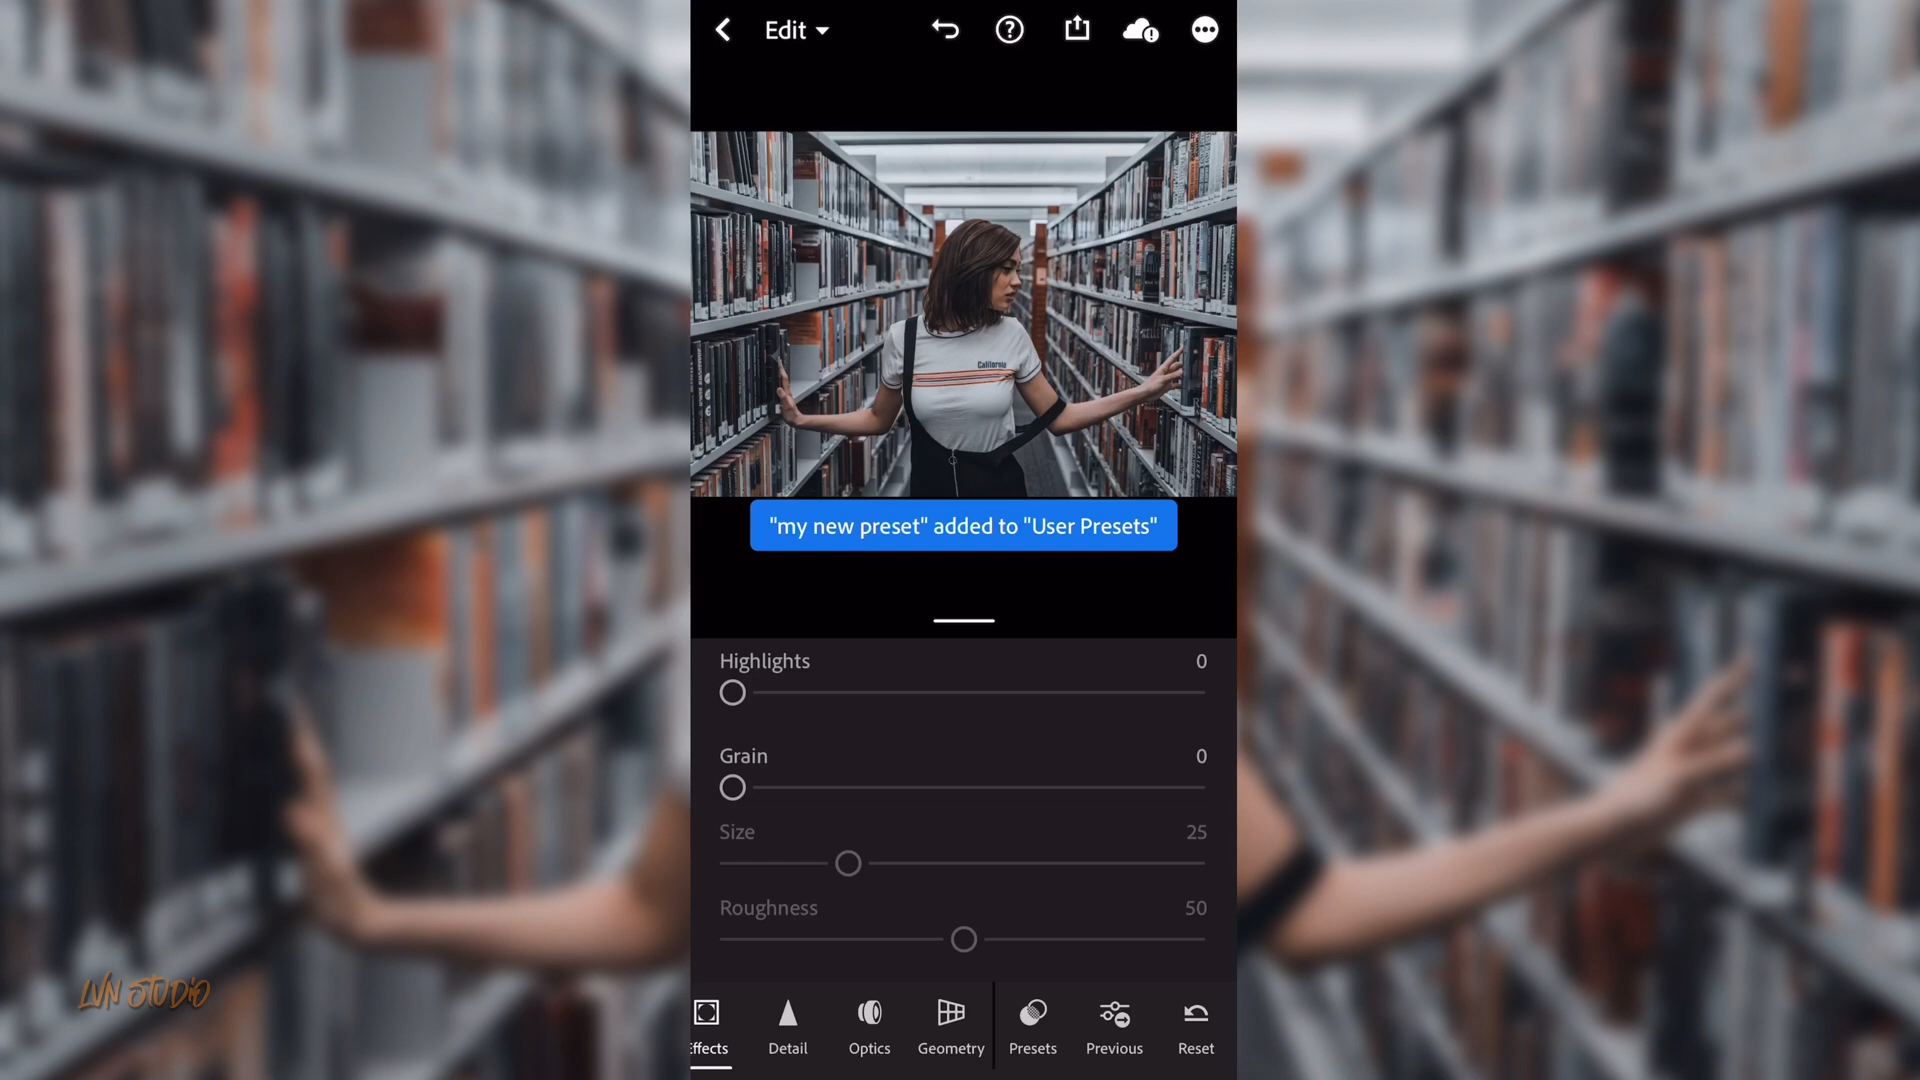 Edit
California
"my new preset" added to "User Presets"
Highlights 0
Grain 0
Size 25
Roughness 50
ffects
Detail
Optics
Geometry
Presets
Previous
Reset
LVN STUDIO